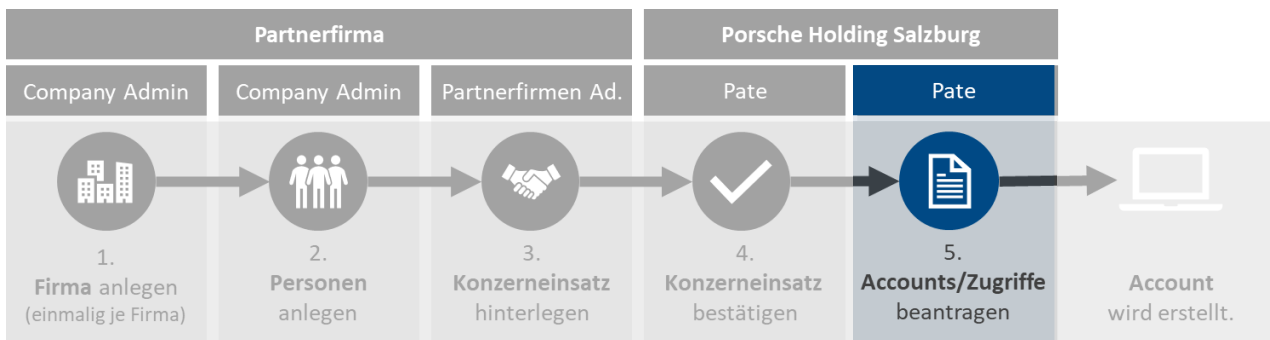 Partnerfirma
Porsche Holding Salzburg
Company Admin
Company Admin
Partnerfirmen Ad.
Pate
Pate
1.
Firma anlegen
(einmalig je Firma)
2.
Personen
anlegen
3.
Konzerneinsatz
hinterlegen
4.
Konzerneinsatz
bestätigen
5.
Accounts/Zugriffe
beantragen
Account
wird erstellt.